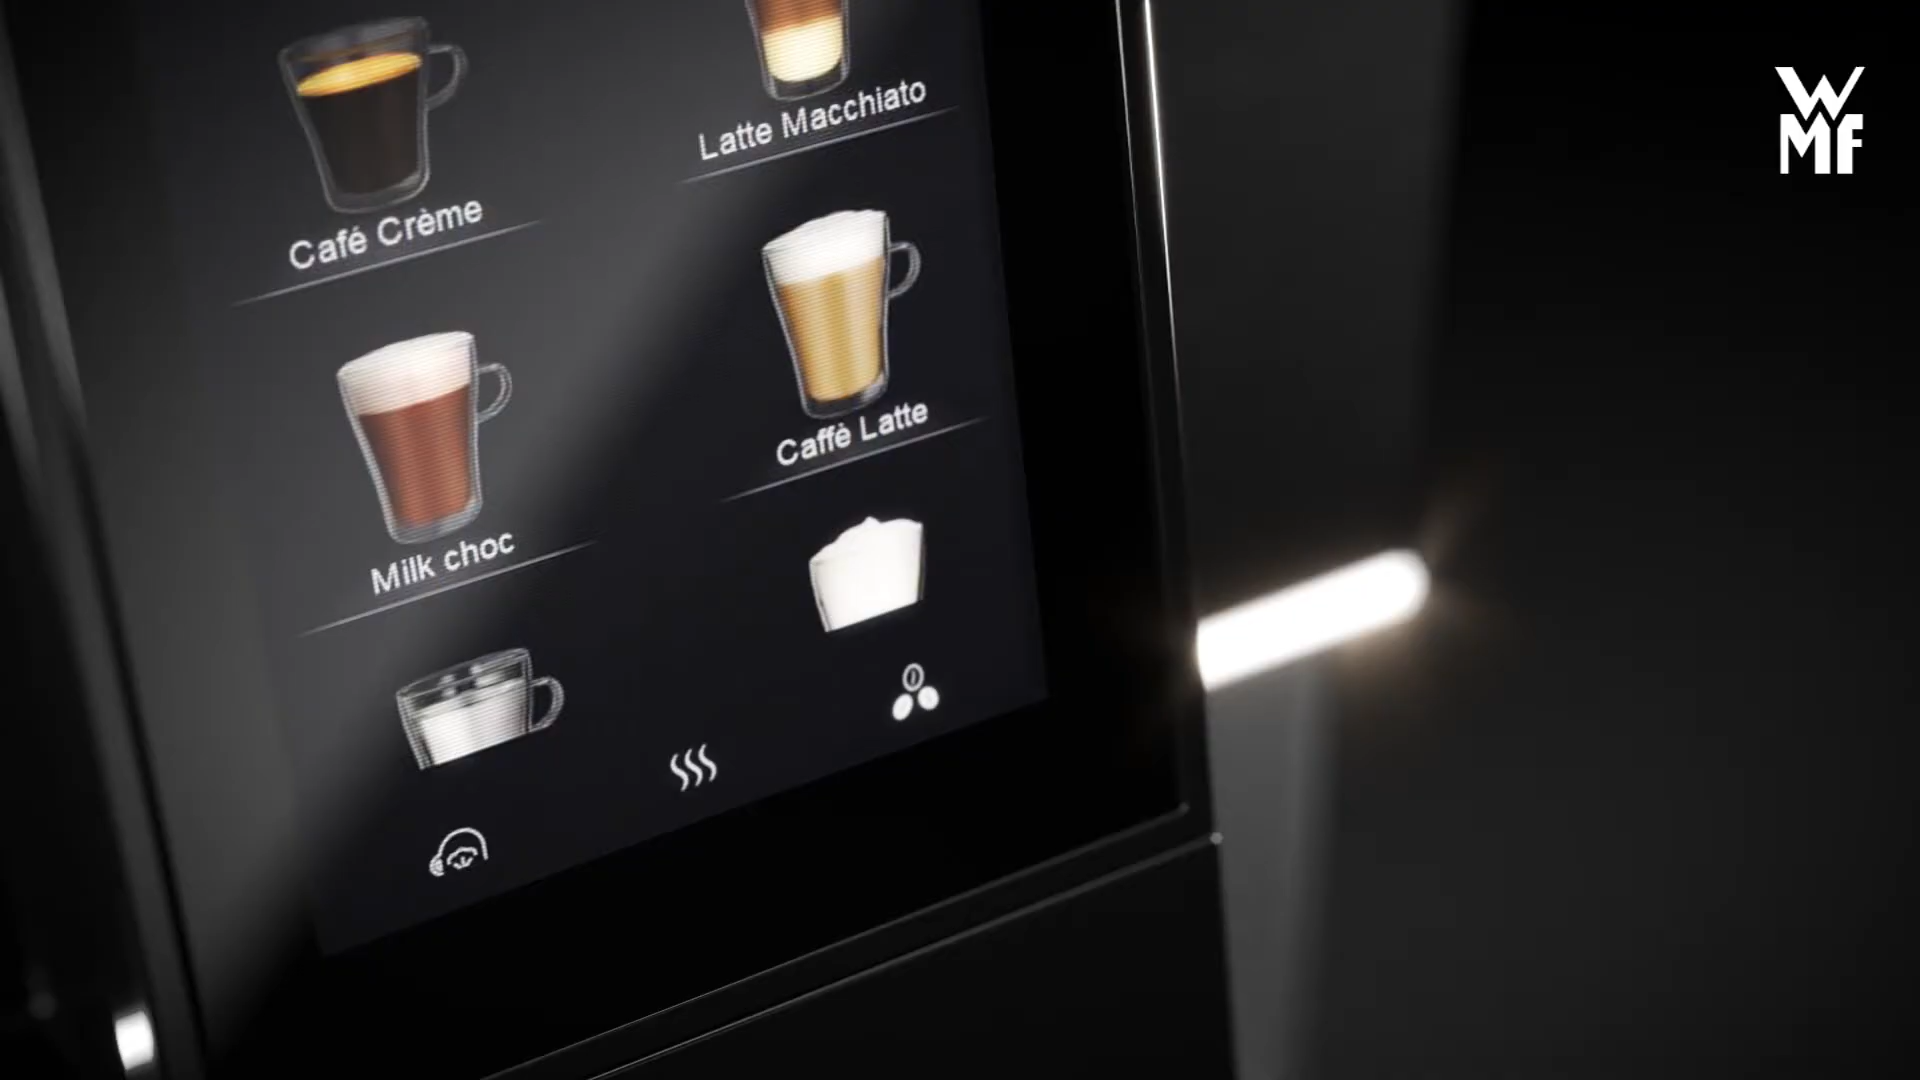 WMF
Café Crème
Latte Macchiato
Milk choc
Caffè Latte